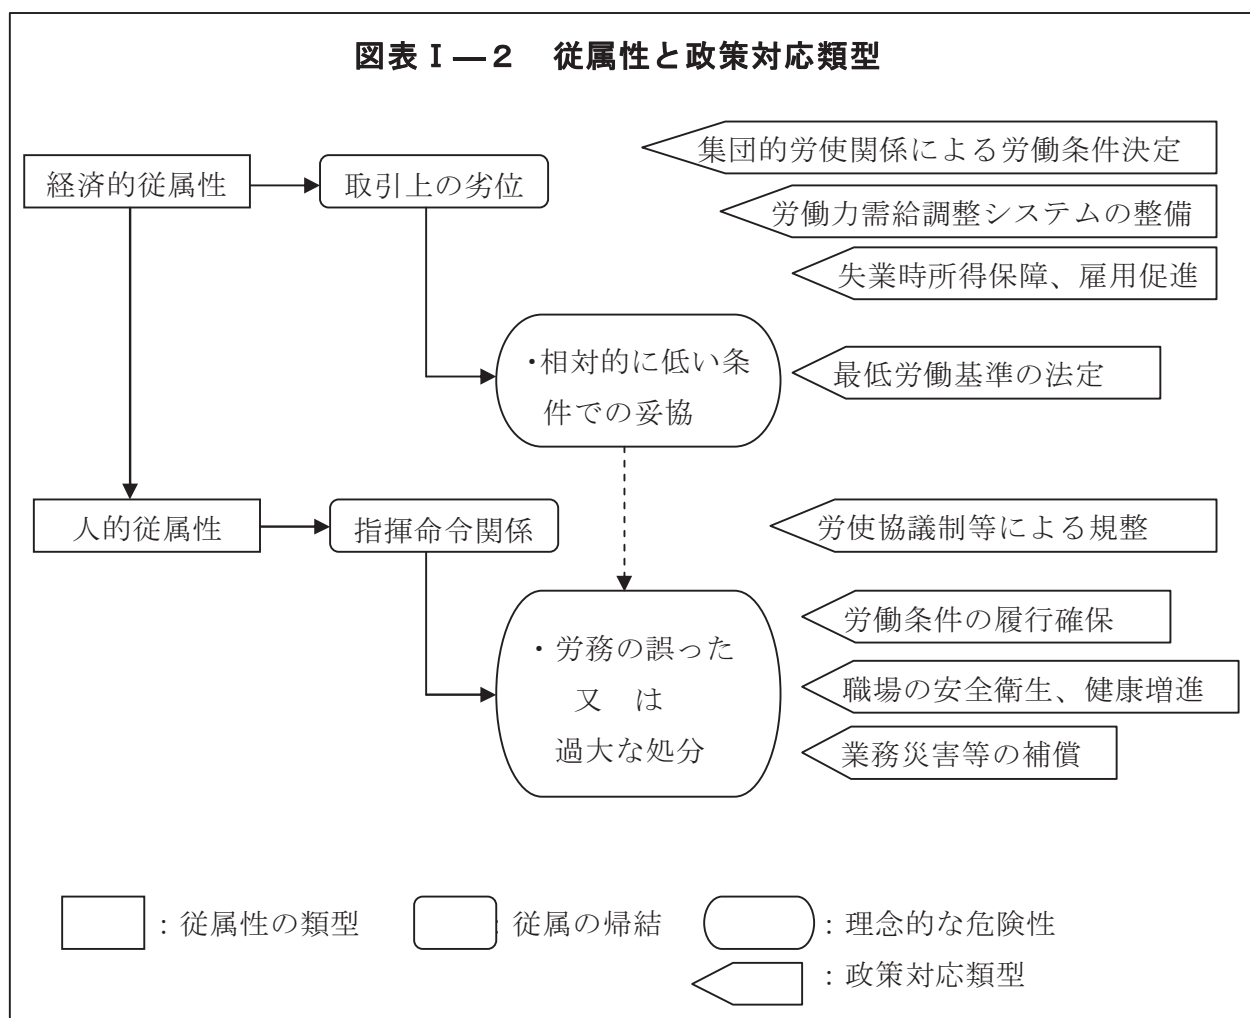 図表Ⅰ―2　従属性と政策対応類型
集団的労使関係による労働条件決定
経済的従属性
取引上の劣位
労働力需給調整システムの整備
失業時所得保障、雇用促進
・相対的に低い条
件での妥協
最低労働基準の法定
人的従属性
指揮命令関係
労使協議制等による規整
・労務の誤った
又　は
過大な処分
労働条件の履行確保
職場の安全衛生、健康増進
業務災害等の補償
：従属性の類型
：従属の帰結
：理念的な危険性
：政策対応類型